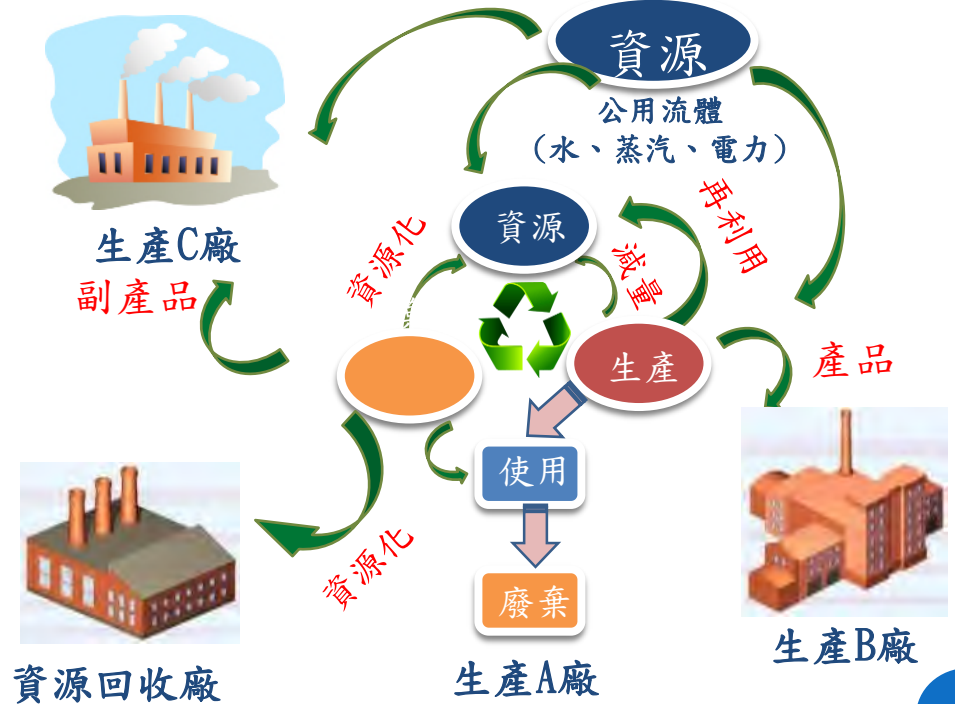 資源
公用流體
(水、蒸汽、電力)
再利用
資源
資源化
減量
生產C廠
副產品
生產
產品
使用
資源化
廢棄
生產B廠
生產A廠
資源回收廠